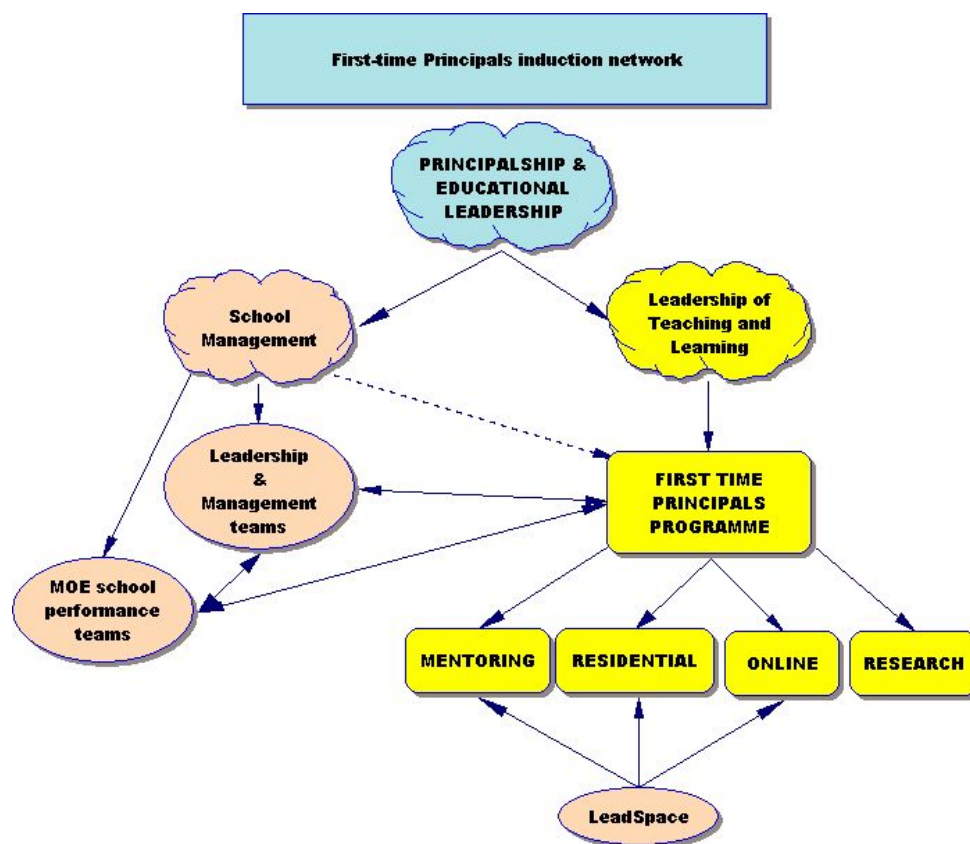 First-time Principals induction network
PRINCIPALSHIP &
EDUCATIONAL
LEADERSHIP
School
Management
Leadership of
Teaching and
Learning
Leadership
&
Management
teams
FIRST TIME
PRINCIPALS
PROGRAMME
MOE school
performance
teams
MENTORING
RESIDENTIAL
ONLINE
RESEARCH
LeadSpace